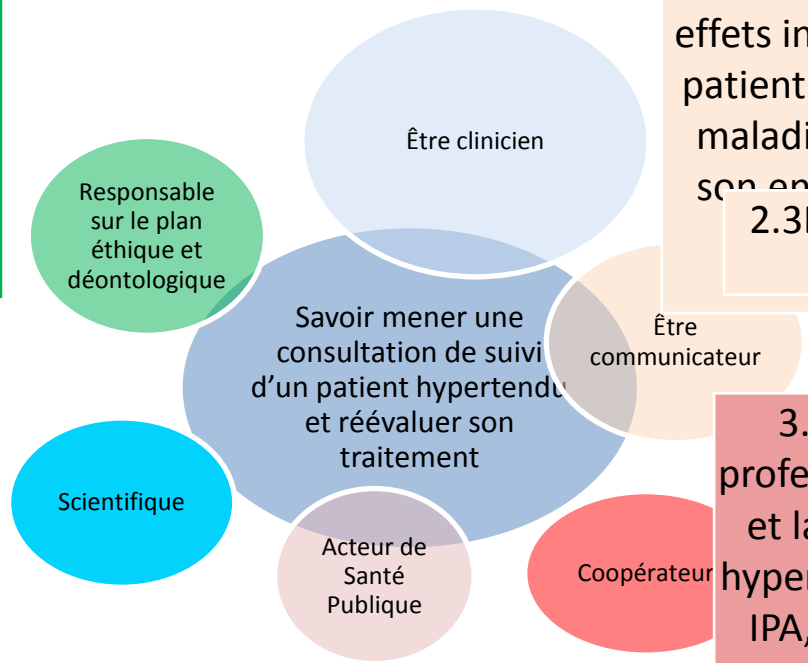 effets in
patient
maladi
2.3
Être clinicien
Responsable
sur le plan
éthique et
déontologique
Savoir mener une
consultation de suivi
d'un patient hypertendu
et réévaluer son
traitement
Être
communicateur
3.
profe
et la
hyper
IPA,
Scientifique
Acteur de
Santé
Publique
Coopérateur